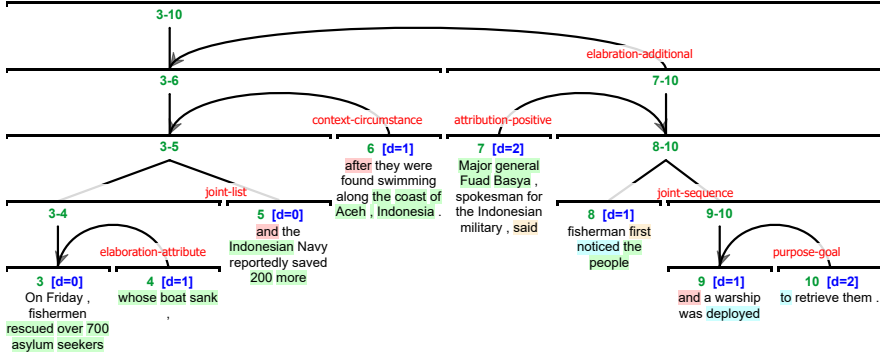 3-10
elabration-additional
3-6
7-10
context-circumstance
attribution-positive
3-5
6 [d=1]
after they were
found swimming
along the coast of
Aceh , Indonesia .
7 [d=2]
Major general
Fuad Basya ,
spokesman for
the Indonesian
military , said
8-10
joint-list
joint-sequence
3-4
5 [d=0]
and the
Indonesian Navy
reportedly saved
200 more
8 [d=1]
fisherman first
noticed the
people
9-10
elaboration-attribute
purpose-goal
3 [d=0]
On Friday ,
fishermen
rescued over 700
asylum seekers
4 [d=1]
whose boat sank
,
9 [d=1]
and a warship
was deployed
10 [d=2]
to retrieve them .